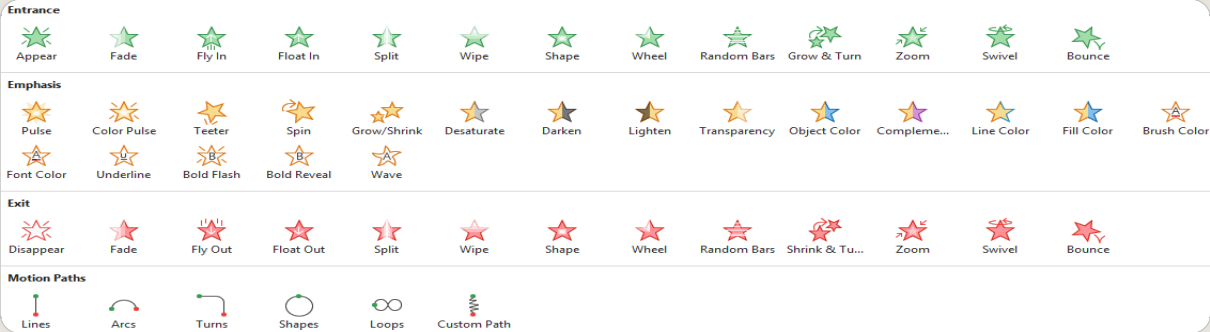 Entrance
Appear Fade Fly In Float In Split Wipe Shape Wheel Random Bars Grow & Turn Zoom Swivel Bounce
Emphasis
Pulse Color Pulse Teeter Spin Grow/Shrink Desaturate Darken Lighten Transparency Object Color Compleme... Line Color Fill Color Brush Color
Font Color Underline Bold Flash Bold Reveal Wave
Exit
Disappear Fade Fly Out Float Out Split Wipe Shape Wheel Random Bars Shrink & Tu... Zoom Swivel Bounce
Motion Paths
Lines Arcs Turns Shapes Loops Custom Path